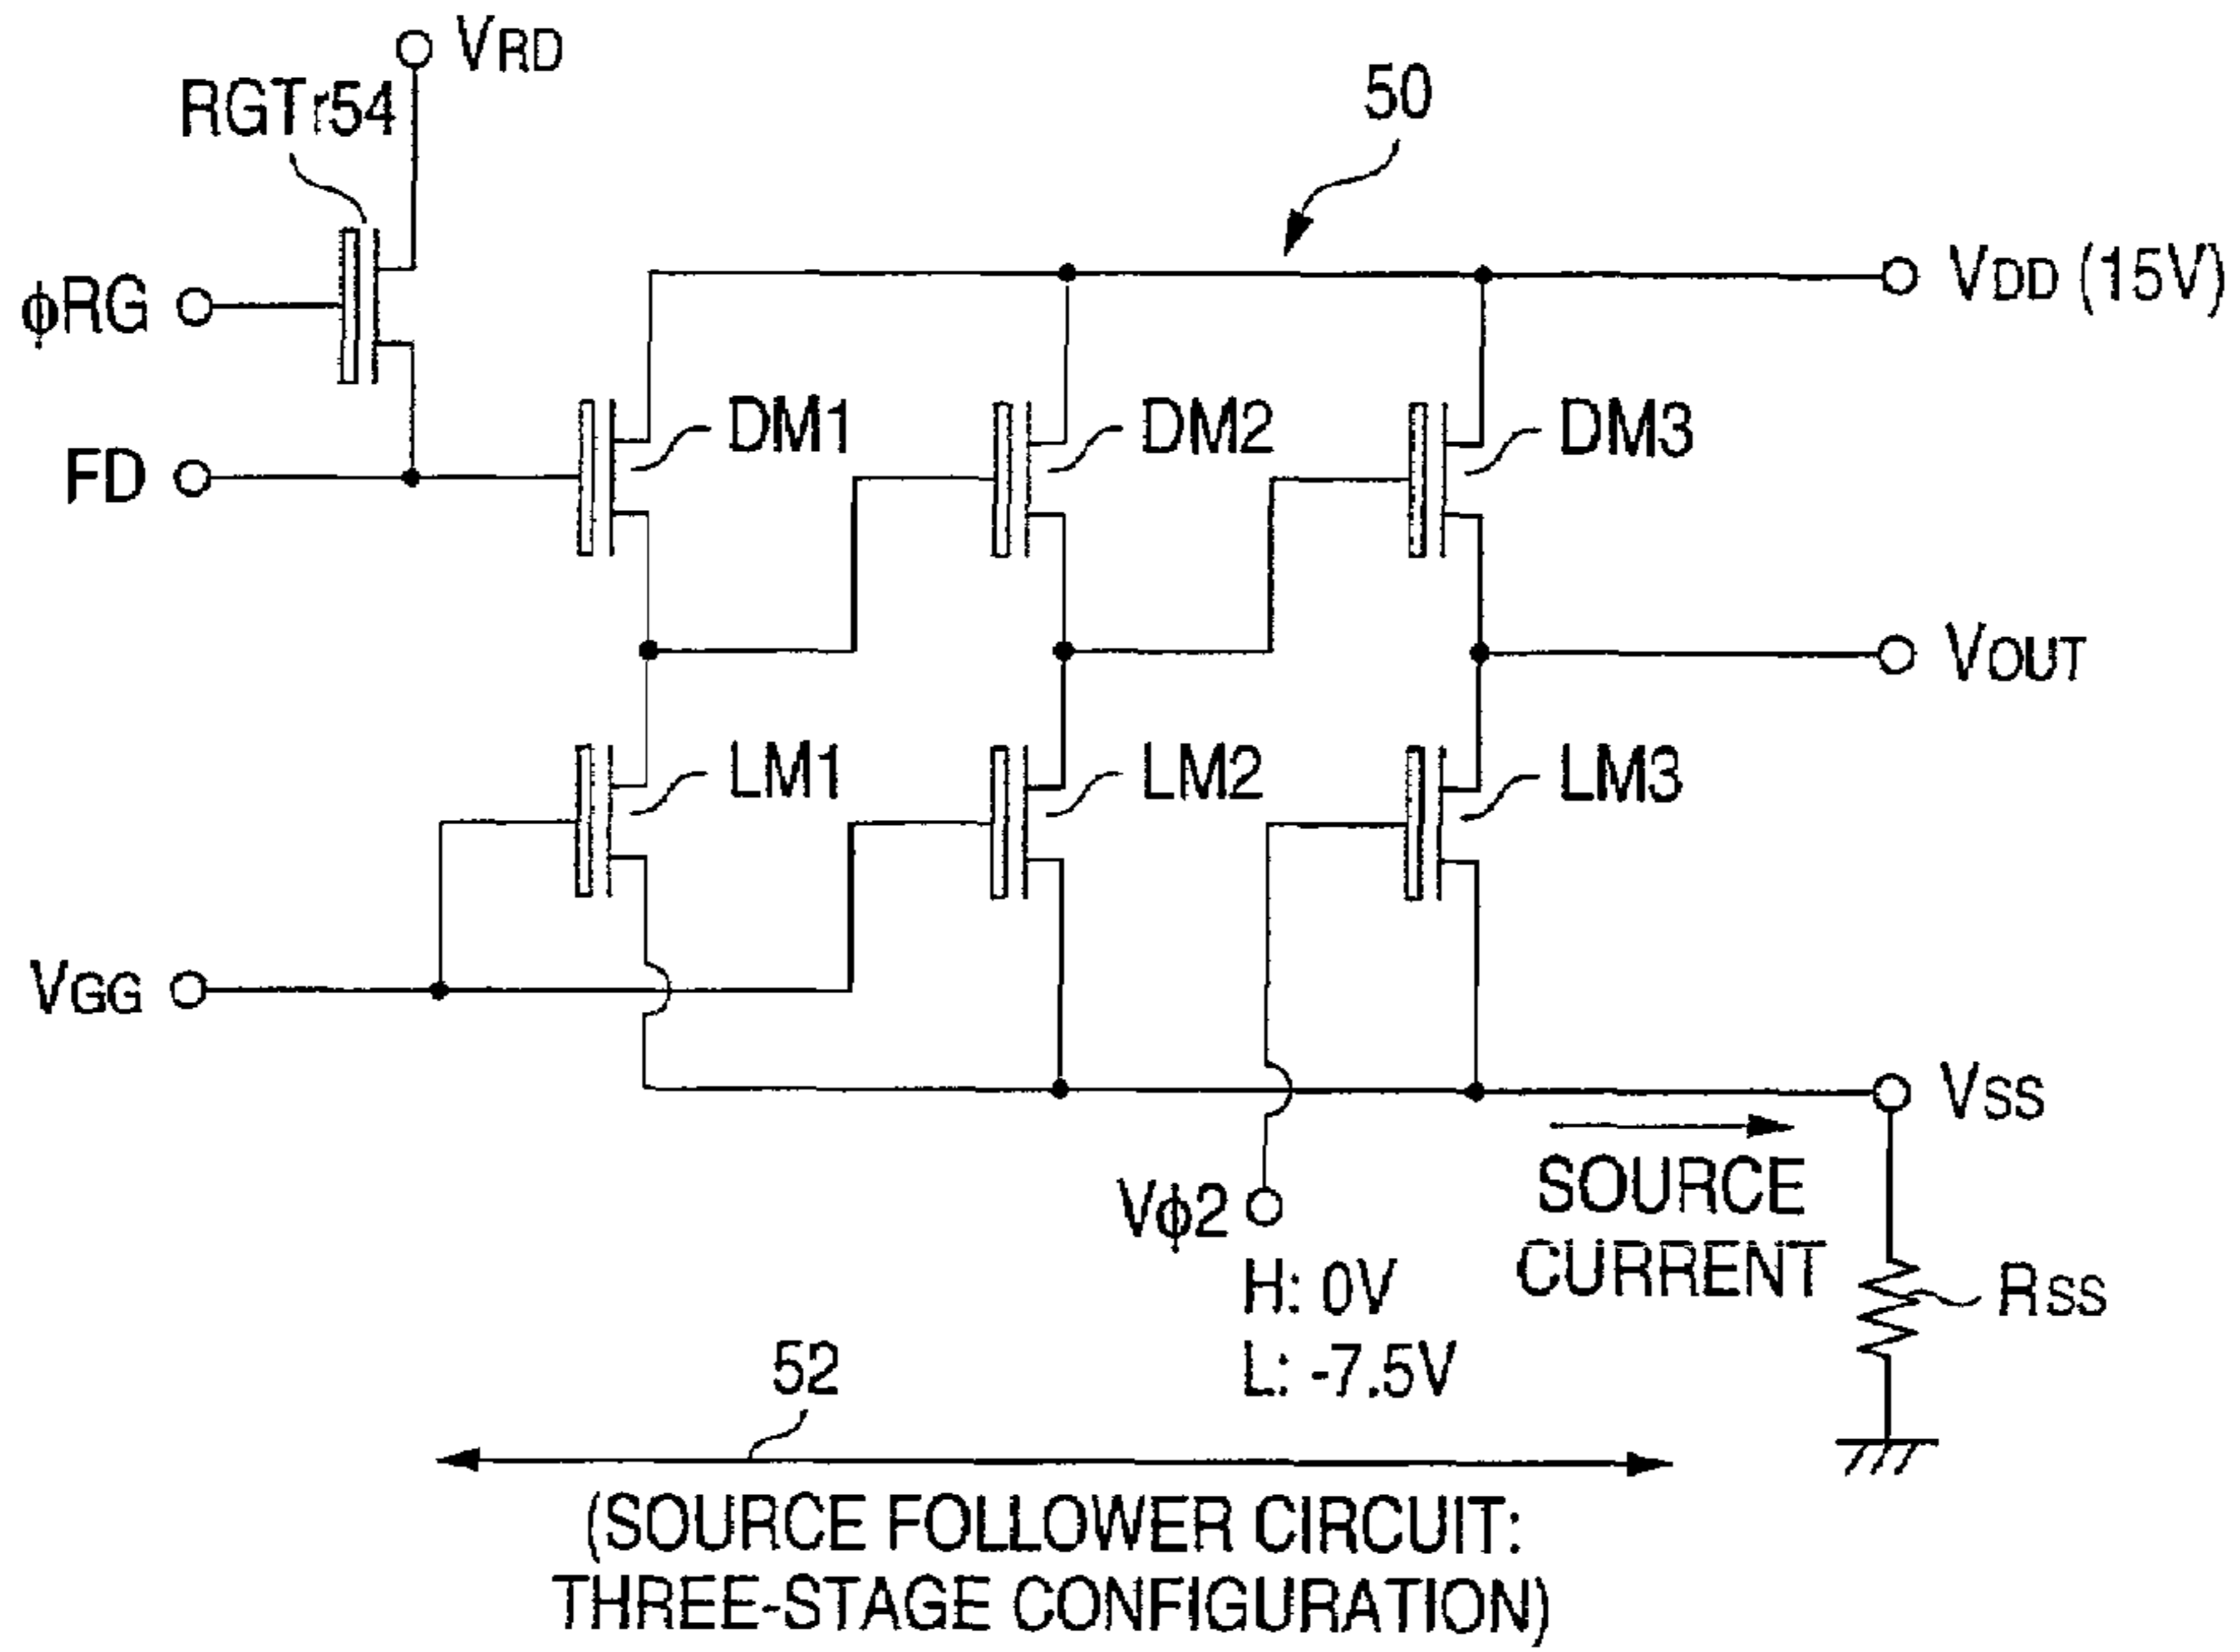 VRD
RGTr54
50
φRG
VDD (15V)
FD
DM1
DM2
DM3
VOUT
LM1
LM2
LM3
VGG
VSS
Vφ2
H: 0V
L: -7.5V
SOURCE
CURRENT
RSS
52
(SOURCE FOLLOWER CIRCUIT:
THREE-STAGE CONFIGURATION)